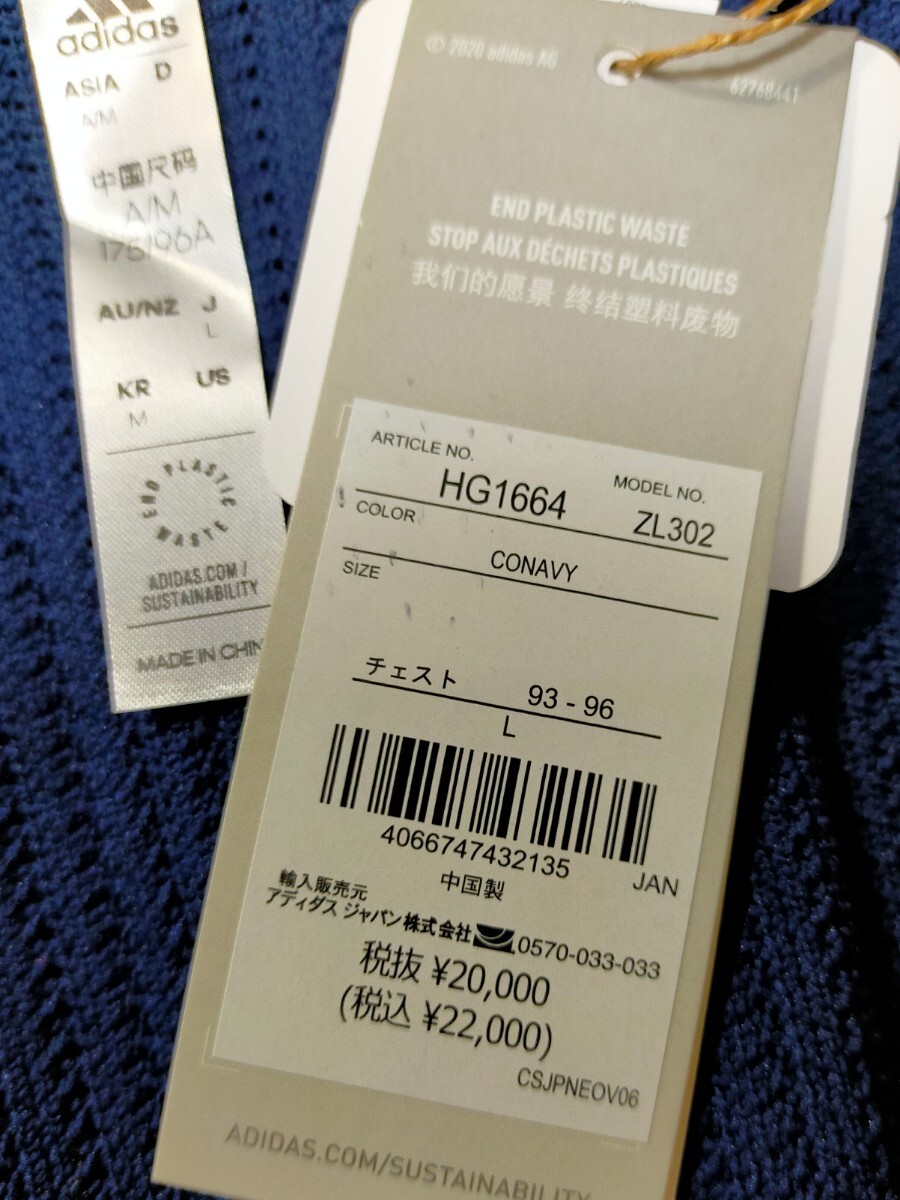 adidas
ASIA D
A/M
中国尺码
A/M
176/96A
AU/NZ J
L
KR US
M
END PLASTIC WASTE
ADIDAS.COM/
SUSTAINABILITY
MADE IN CHIN
© 2020 adidas AG
62768441
END PLASTIC WASTE
STOP AUX DÉCHETS PLASTIQUES
我们的愿景 终结塑料废物
ARTICLE NO. MODEL NO.
HG1664 ZL302
COLOR
CONAVY
SIZE
チェスト 93 - 96
L
4066747432135 JAN
中国製
輸入販売元
アディダス ジャパン株式会社 0570-033-033
税抜 ¥20,000
(税込 ¥22,000)
CSJPNEOV06
ADIDAS.COM/SUSTAINABILITY